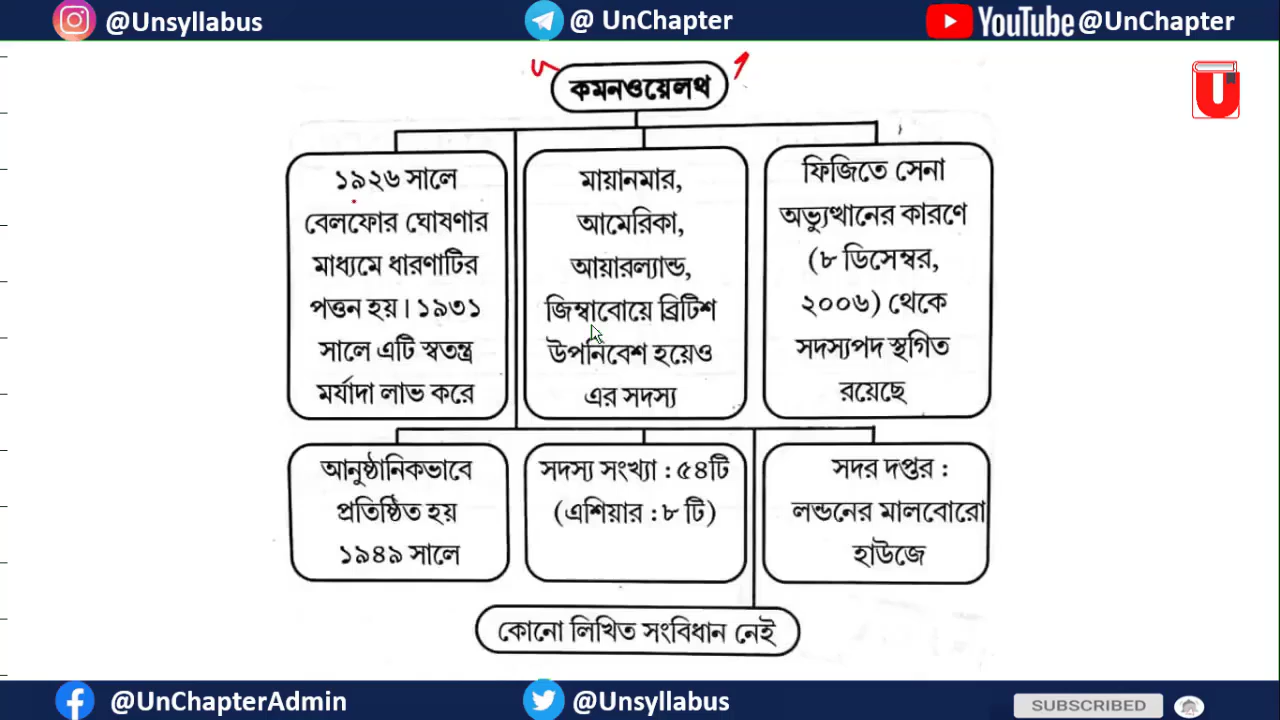 @Unsyllabus
@ UnChapter
YouTube @UnChapter
কমনওয়েলথ
U
১৯২৬ সালে
বেলফোর ঘোষণার
মাধ্যমে ধারণাটির
পত্তন হয়। ১৯৩১
সালে এটি স্বতন্ত্র
মর্যাদা লাভ করে
মায়ানমার,
আমেরিকা,
আয়ারল্যান্ড,
জিম্বাবোয়ে ব্রিটিশ
উপনিবেশ হয়েও
এর সদস্য
ফিজিতে সেনা
অভ্যুত্থানের কারণে
(৮ ডিসেম্বর,
২০০৬) থেকে
সদস্যপদ স্থগিত
রয়েছে
আনুষ্ঠানিকভাবে
প্রতিষ্ঠিত হয়
১৯৪৯ সালে
সদস্য সংখ্যা : ৫৪টি
(এশিয়ার : ৮ টি)
সদর দপ্তর :
লন্ডনের মালবোরো
হাউজে
কোনো লিখিত সংবিধান নেই
@UnChapterAdmin
@Unsyllabus
SUBSCRIBED